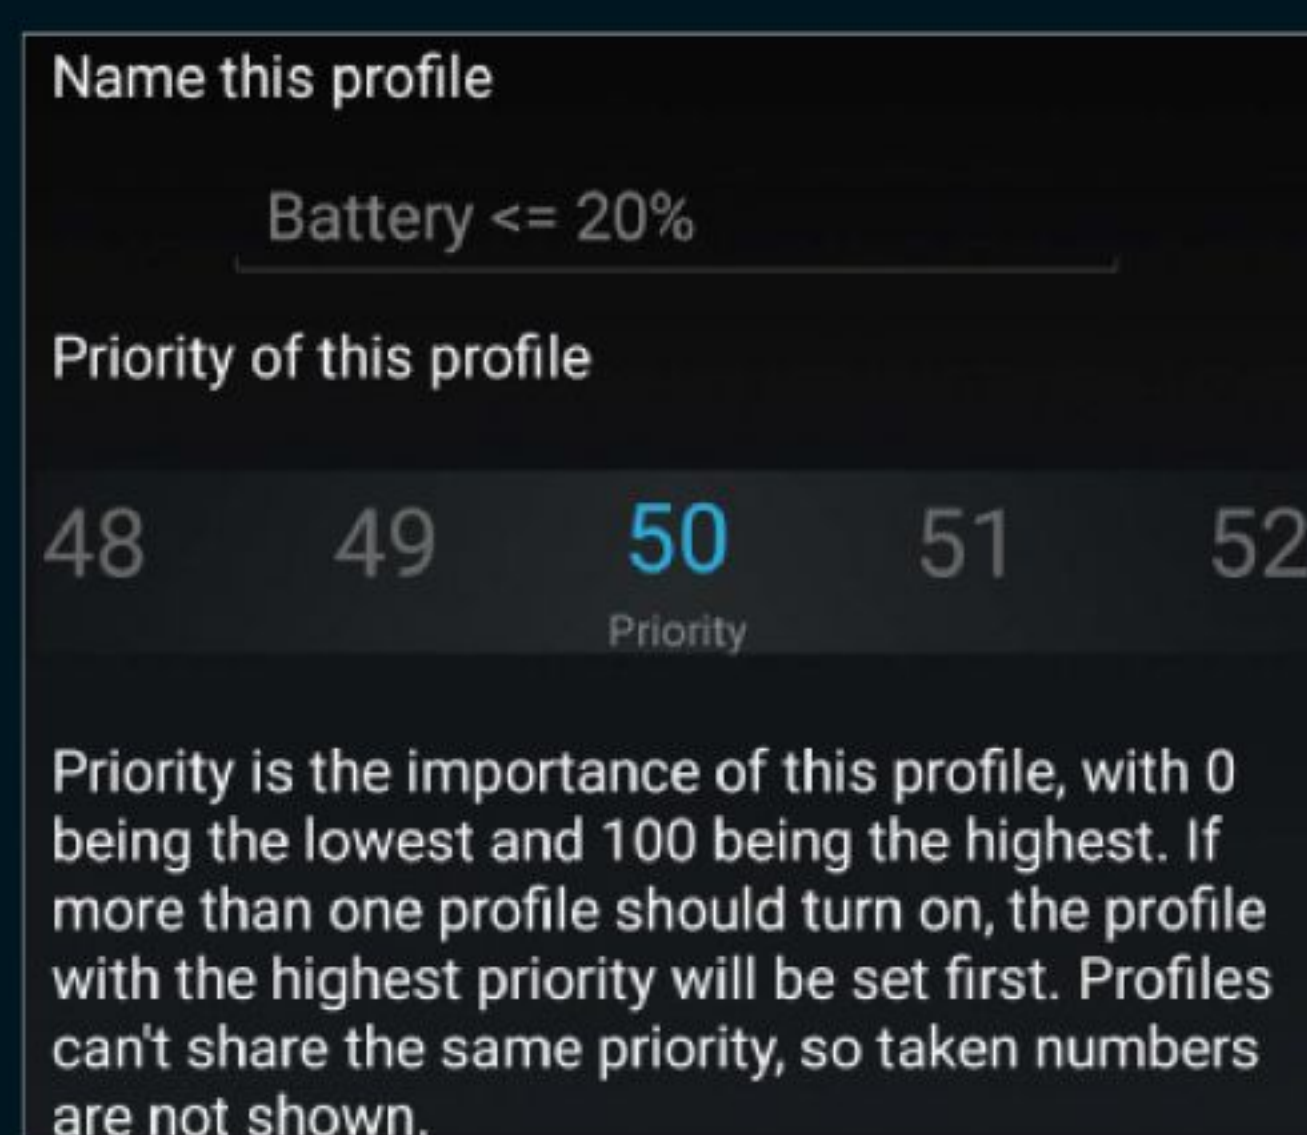 Name this profile
Battery <= 20%
Priority of this profile
48 49 50 51 52
Priority
Priority is the importance of this profile, with 0
being the lowest and 100 being the highest. If
more than one profile should turn on, the profile
with the highest priority will be set first. Profiles
can't share the same priority, so taken numbers
are not shown.